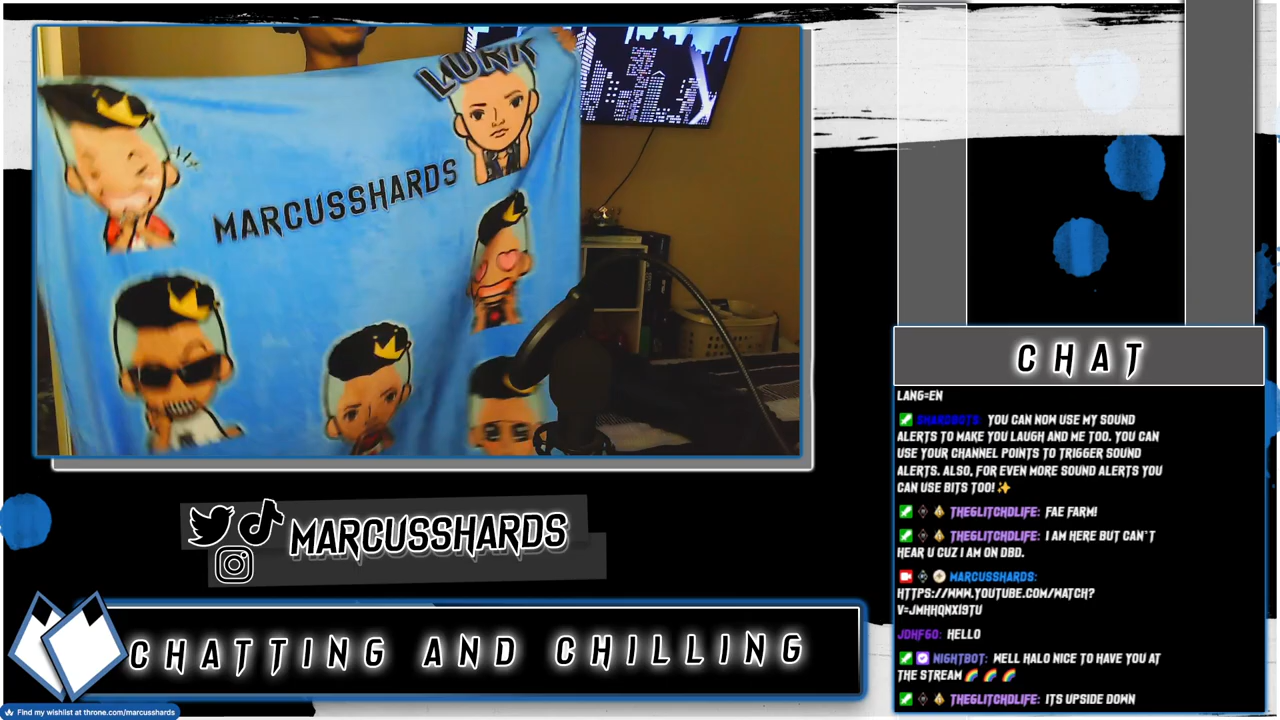 LURK
MARCUSSHARDS
MARCUSSHARDS
CHATTING AND CHILLING
Find my wishlist at throne.com/marcusshards
CHAT
LANG=EN
SHARDBOTS YOU CAN NOW USE MY SOUND
ALERTS TO MAKE YOU LAUGH AND ME TOO. YOU CAN
USE YOUR CHANNEL POINTS TO TRIGGER SOUND
ALERTS. ALSO, FOR EVEN MORE SOUND ALERTS YOU
CAN USE BITS TOO! ✨
THEGLITCHDLIFE: FAE FARM!
THEGLITCHDLIFE: I AM HERE BUT CAN'T
HEAR U CUZ I AM ON DBD.
MARCUSSHARDS:
HTTPS://WWW.YOUTUBE.COM/WATCH?
V=JMHHQNXI9TU
JDHF60: HELLO
NIGHTBOT: WELL HALO NICE TO HAVE YOU AT
THE STREAM 🌈 🌈 🌈
THEGLITCHDLIFE: ITS UPSIDE DOWN